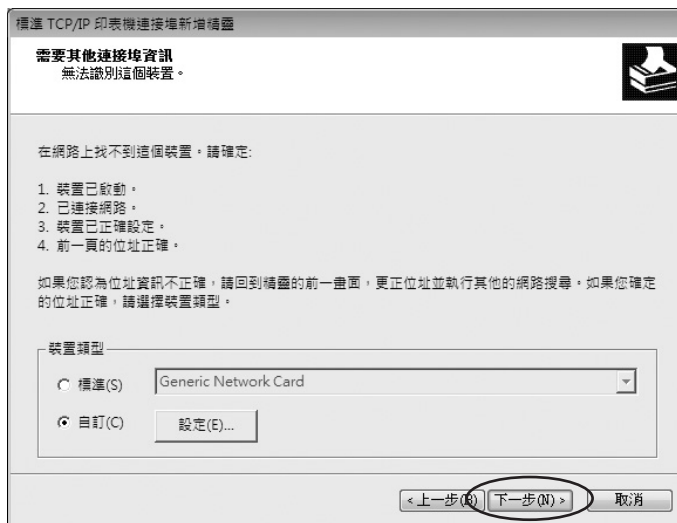 標準 TCP/IP 印表機連接埠新增精靈
需要其他連接埠資訊
無法識別這個裝置。
在網路上找不到這個裝置。請確定:
1. 裝置已啟動。
2. 已連接網路。
3. 裝置已正確設定。
4. 前一頁的位址正確。
如果您認為位址資訊不正確，請回到精靈的前一畫面，更正位址並執行其他的網路搜尋。如果您確定
的位址正確，請選擇裝置類型。
裝置類型
標準(S) Generic Network Card
自訂(C) 設定(E)...
<上一步(B) 下一步(N)> 取消